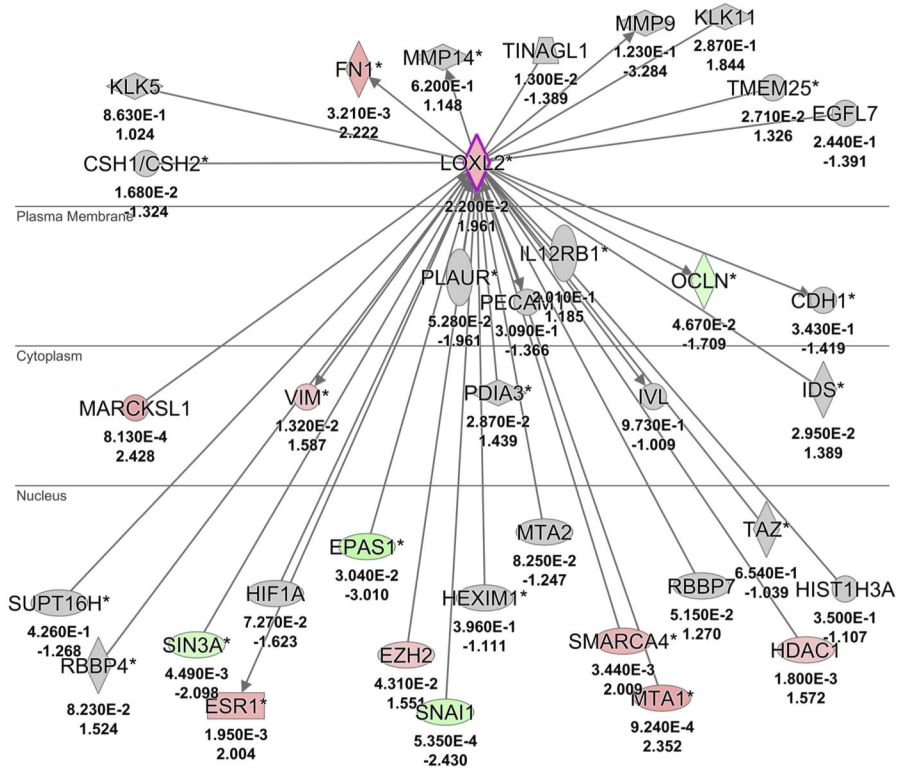 MMP9
1.230E-1
-3.284
KLK11
2.870E-1
1.844
TINAGL1
1.300E-2
-1.389
MMP14*
6.200E-1
1.148
FN1*
3.210E-3
2.222
KLK5
8.630E-1
1.024
TMEM25*
2.710E-2
1.326
EGFL7
2.440E-1
-1.391
CSH1/CSH2*
1.680E-2
-1.324
LOXL2*
2.200E-2
1.961
Plasma Membrane
IL12RB1*
2.010E-1
1.185
PLAUR*
5.280E-2
-1.961
PECAM1
3.090E-1
-1.366
OCLN*
4.670E-2
-1.709
CDH1*
3.430E-1
-1.419
Cytoplasm
MARCKSL1
8.130E-4
2.428
VIM*
1.320E-2
1.587
PDIA3*
2.870E-2
1.439
IVL
9.730E-1
-1.009
IDS*
2.950E-2
1.389
Nucleus
EPAS1*
3.040E-2
-3.010
MTA2
8.250E-2
-1.247
TAZ*
6.540E-1
-1.039
SUPT16H*
4.260E-1
-1.268
HIF1A
7.270E-2
-1.623
HEXIM1*
3.960E-1
-1.111
RBBP7
5.150E-2
1.270
HIST1H3A
3.500E-1
-1.107
RBBP4*
8.230E-2
1.524
SIN3A*
4.490E-3
-2.098
EZH2
4.310E-2
1.551
SMARCA4*
3.440E-3
2.009
HDAC1
1.800E-3
1.572
ESR1*
1.950E-3
2.004
SNAI1
5.350E-4
-2.430
MTA1*
9.240E-4
2.352